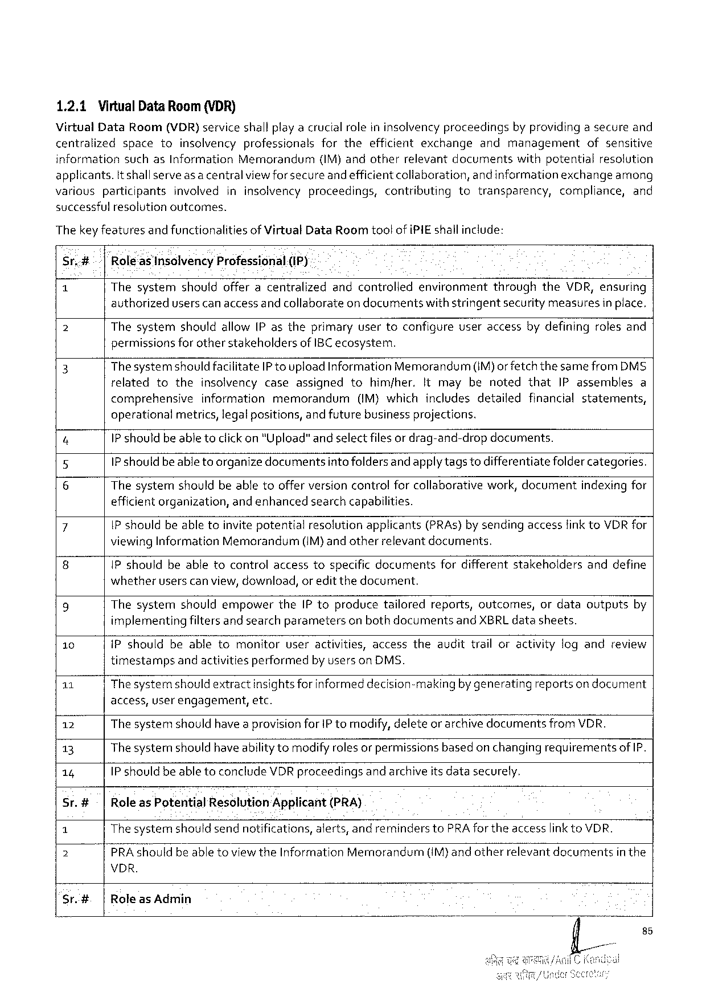 1.2.1 Virtual Data Room (VDR)
Virtual Data Room (VDR) service shall play a crucial role in insolvency proceedings by providing a secure and
centralized space to insolvency professionals for the efficient exchange and management of sensitive
information such as Information Memorandum (IM) and other relevant documents with potential resolution
applicants. It shall serve as a central view for secure and efficient collaboration, and information exchange among
various participants involved in insolvency proceedings, contributing to transparency, compliance, and
successful resolution outcomes.
The key features and functionalities of Virtual Data Room tool of iPIE shall include:
Sr. # Role as Insolvency Professional (IP)
1 The system should offer a centralized and controlled environment through the VDR, ensuring
authorized users can access and collaborate on documents with stringent security measures in place.
2 The system should allow IP as the primary user to configure user access by defining roles and
permissions for other stakeholders of IBC ecosystem.
3 The system should facilitate IP to upload Information Memorandum (IM) or fetch the same from DMS
related to the insolvency case assigned to him/her. It may be noted that IP assembles a
comprehensive information memorandum (IM) which includes detailed financial statements,
operational metrics, legal positions, and future business projections.
4 IP should be able to click on "Upload" and select files or drag-and-drop documents.
5 IP should be able to organize documents into folders and apply tags to differentiate folder categories.
6 The system should be able to offer version control for collaborative work, document indexing for
efficient organization, and enhanced search capabilities.
7 IP should be able to invite potential resolution applicants (PRAs) by sending access link to VDR for
viewing Information Memorandum (IM) and other relevant documents.
8 IP should be able to control access to specific documents for different stakeholders and define
whether users can view, download, or edit the document.
9 The system should empower the IP to produce tailored reports, outcomes, or data outputs by
implementing filters and search parameters on both documents and XBRL data sheets.
10 IP should be able to monitor user activities, access the audit trail or activity log and review
timestamps and activities performed by users on DMS.
11 The system should extract insights for informed decision-making by generating reports on document
access, user engagement, etc.
12 The system should have a provision for IP to modify, delete or archive documents from VDR.
13 The system should have ability to modify roles or permissions based on changing requirements of IP.
14 IP should be able to conclude VDR proceedings and archive its data securely.
Sr. # Role as Potential Resolution Applicant (PRA)
1 The system should send notifications, alerts, and reminders to PRA for the access link to VDR.
2 PRA should be able to view the Information Memorandum (IM) and other relevant documents in the
VDR.
Sr. # Role as Admin
85
/Anil C Kandpal
अवर सचिव/Under Secretary